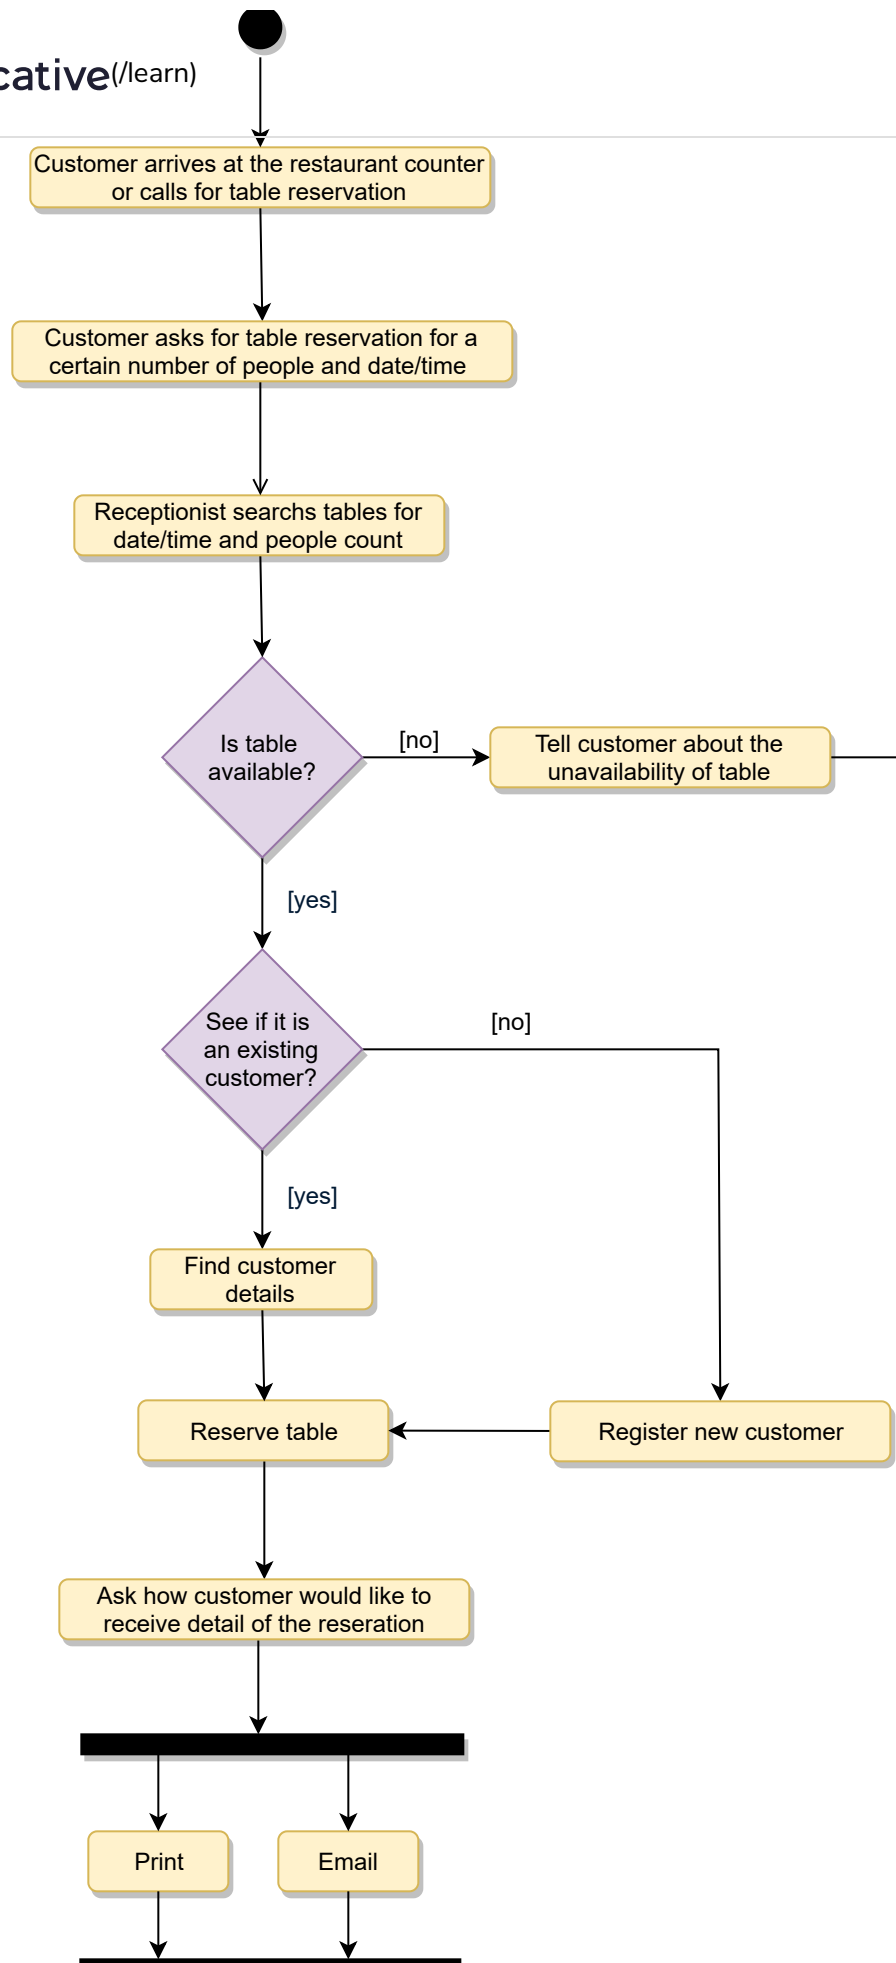 cative(/learn)
Customer arrives at the restaurant counter
or calls for table reservation
Customer asks for table reservation for a
certain number of people and date/time
Receptionist searchs tables for
date/time and people count
Is table
available?
[no]
Tell customer about the
unavailability of table
[yes]
See if it is
an existing
customer?
[no]
[yes]
Find customer
details
Reserve table
Register new customer
Ask how customer would like to
receive detail of the reseration
Print
Email